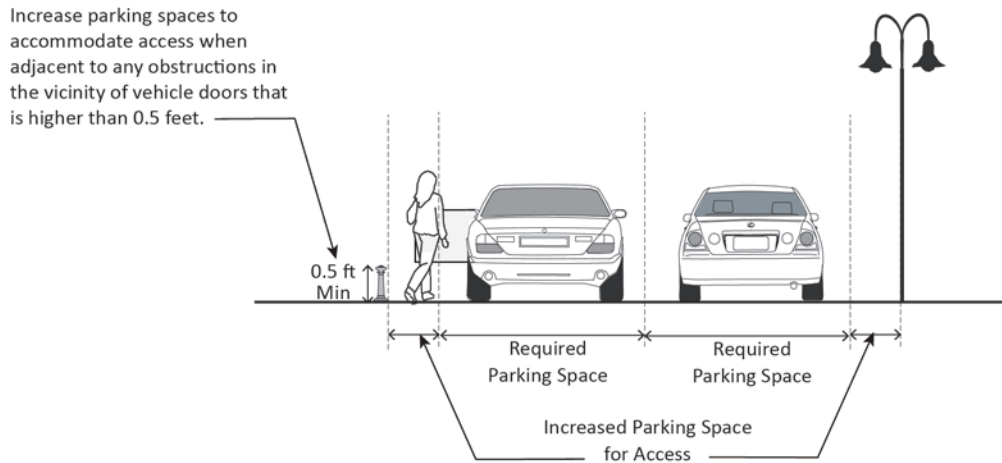 Increase parking spaces to
accommodate access when
adjacent to any obstructions in
the vicinity of vehicle doors that
is higher than 0.5 feet.
0.5 ft
Min
Required
Parking Space
Required
Parking Space
Increased Parking Space
for Access